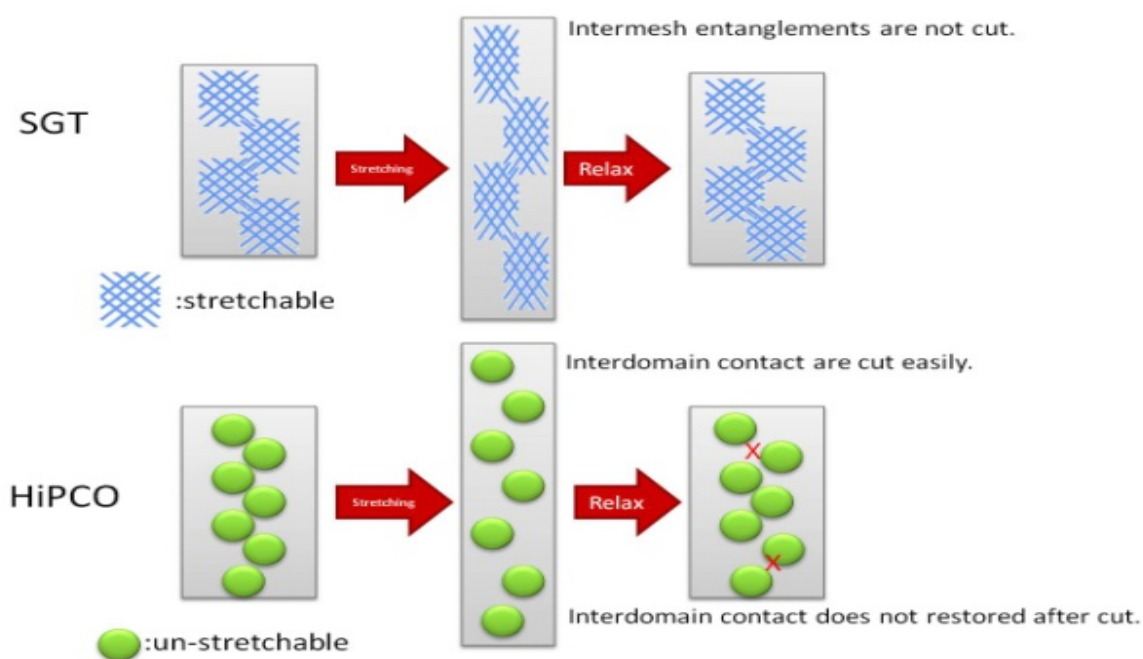 Intermesh entanglements are not cut.
SGT
Stretching
Relax
:stretchable
Interdomain contact are cut easily.
HiPCO
Stretching
Relax
X
X
Interdomain contact does not restored after cut.
:un-stretchable